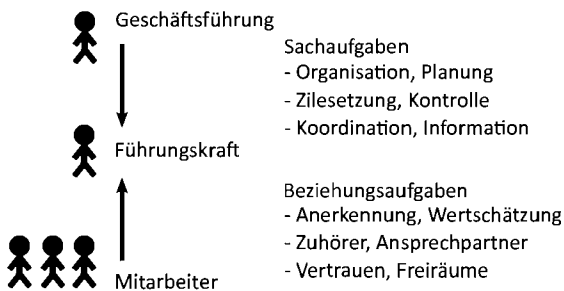 Geschäftsführung
Sachaufgaben
- Organisation, Planung
- Zilesetzung, Kontrolle
- Koordination, Information
Führungskraft
Beziehungsaufgaben
- Anerkennung, Wertschätzung
- Zuhörer, Ansprechpartner
- Vertrauen, Freiräume
Mitarbeiter